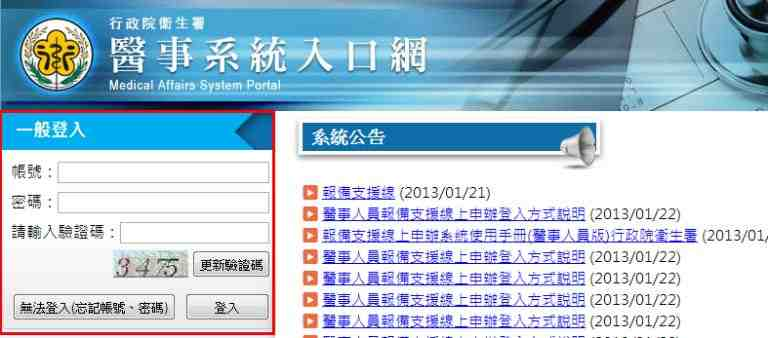 行政院衛生署
醫事系統入口網
Medical Affairs System Portal
一般登入
帳號：
密碼：
請輸入驗證碼：
3475
更新驗證碼
無法登入(忘記帳號、密碼)
登入
系統公告
報備支援線 (2013/01/21)
醫事人員報備支援線上申辦登入方式說明 (2013/01/22)
報備支援線上申辦系統使用手冊(醫事人員版)行政院衛生署 (2013/01/
醫事人員報備支援線上申辦登入方式說明 (2013/01/22)
醫事人員報備支援線上申辦登入方式說明 (2013/01/22)
醫事人員報備支援線上申辦登入方式說明 (2013/01/22)
醫事人員報備支援線上申辦登入方式說明 (2013/01/22)